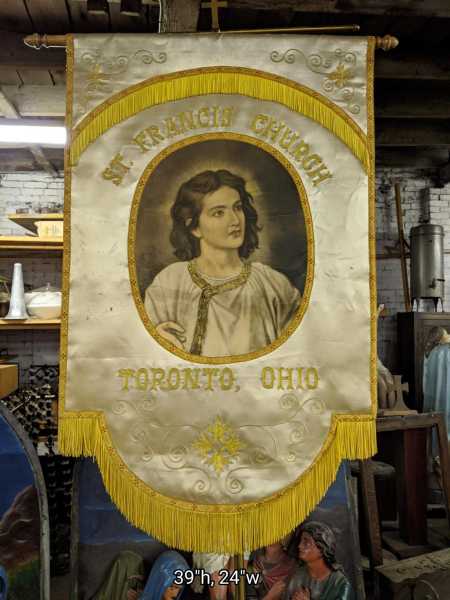 ST. FRANCIS CHURCH
TORONTO, OHIO
39"h, 24"w